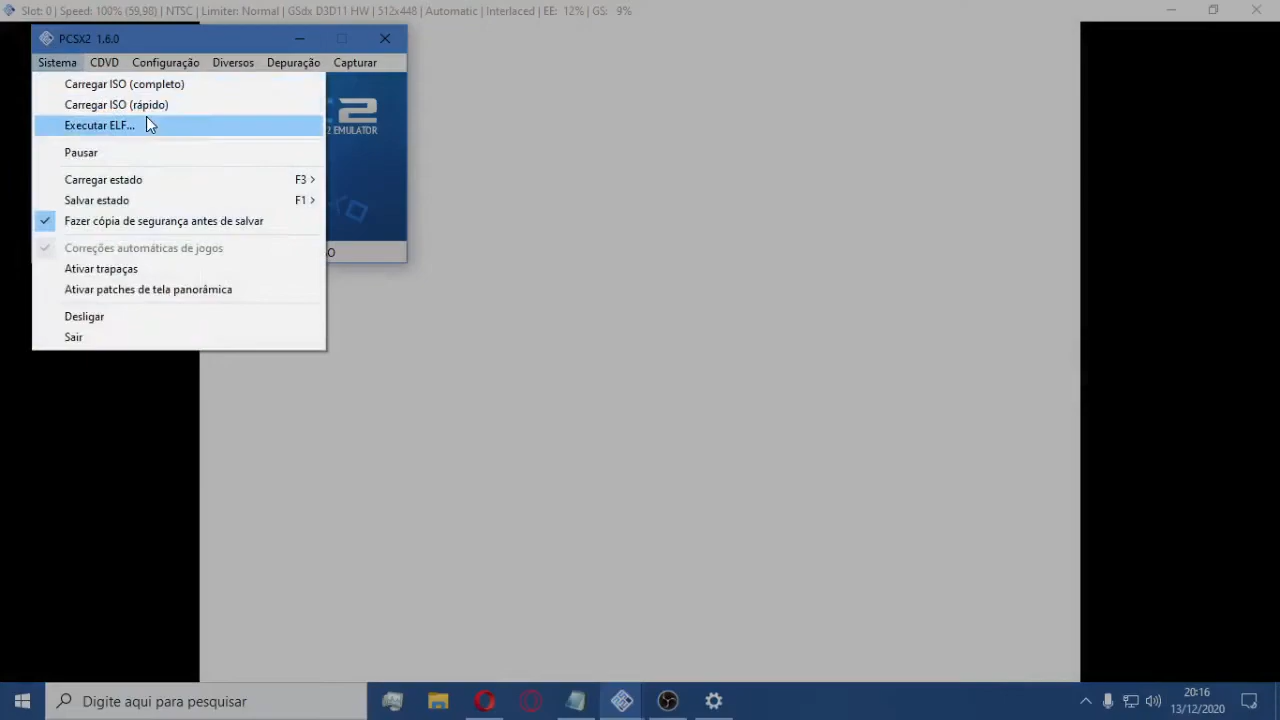 Slot: 0 | Speed: 100% (59,98) | NTSC | Limiter: Normal | GSdx D3D11 HW | 512x448 | Automatic | Interlaced | EE: 12% | GS: 9%
PCSX2 1.6.0
Sistema CDVD Configuração Diversos Depuração Capturar
Carregar ISO (completo)
Carregar ISO (rápido)
Executar ELF...
Pausar
Carregar estado F3 >
Salvar estado F1 >
Fazer cópia de segurança antes de salvar
Correções automáticas de jogos
Ativar trapaças
Ativar patches de tela panorâmica
Desligar
Sair
2 EMULATOR
Digite aqui para pesquisar
20:16
13/12/2020